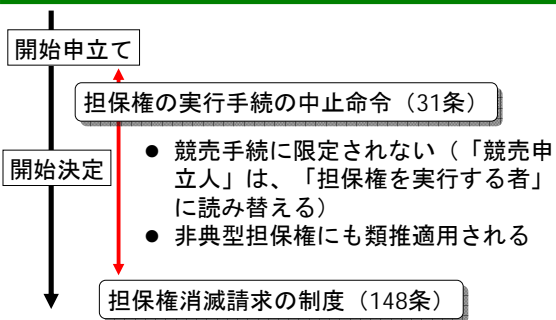 開始申立て
担保権の実行手続の中止命令（31条）
● 競売手続に限定されない（「競売申
立人」は、「担保権を実行する者」
に読み替える）
開始決定
● 非典型担保権にも類推適用される
担保権消滅請求の制度（148条）